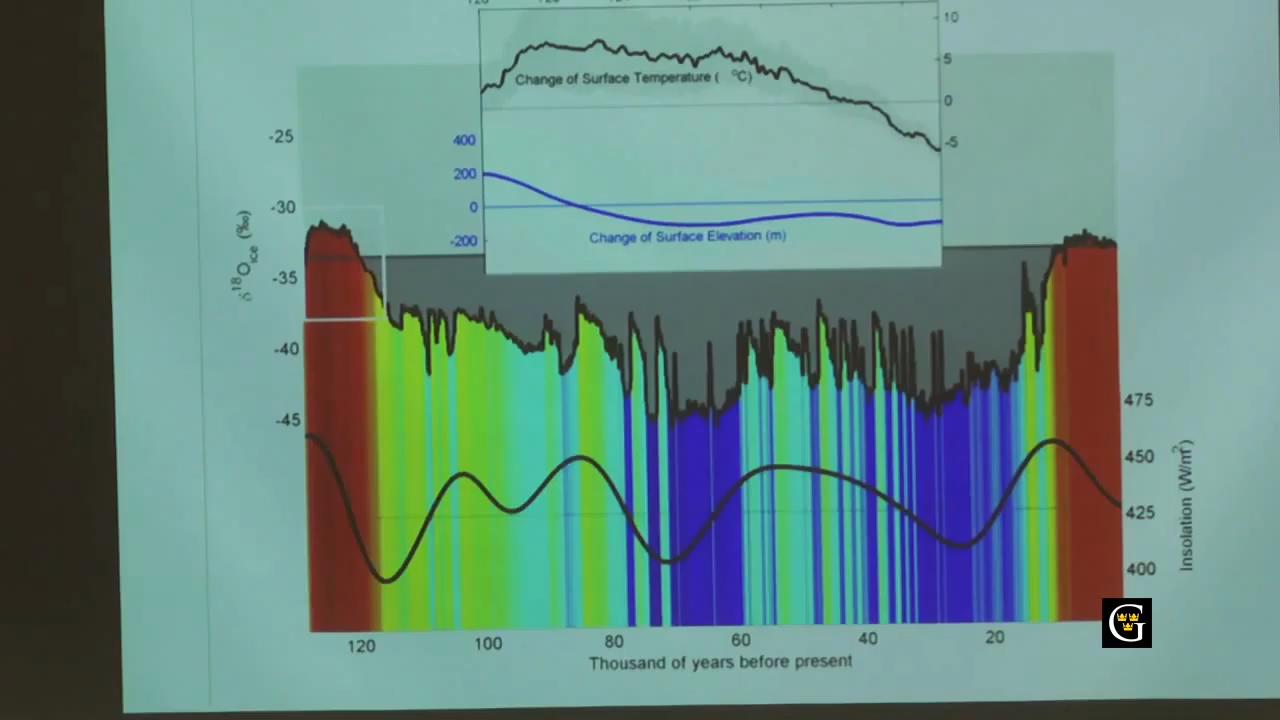 10
Change of Surface Temperature ( °C)
5
0
-5
400
200
0
-200
Change of Surface Elevation (m)
-25
-30
-35
-40
-45
δ¹⁸Oice (‰)
475
450
425
400
Insolation (W/m²)
120 100 80 60 40 20
Thousand of years before present
G